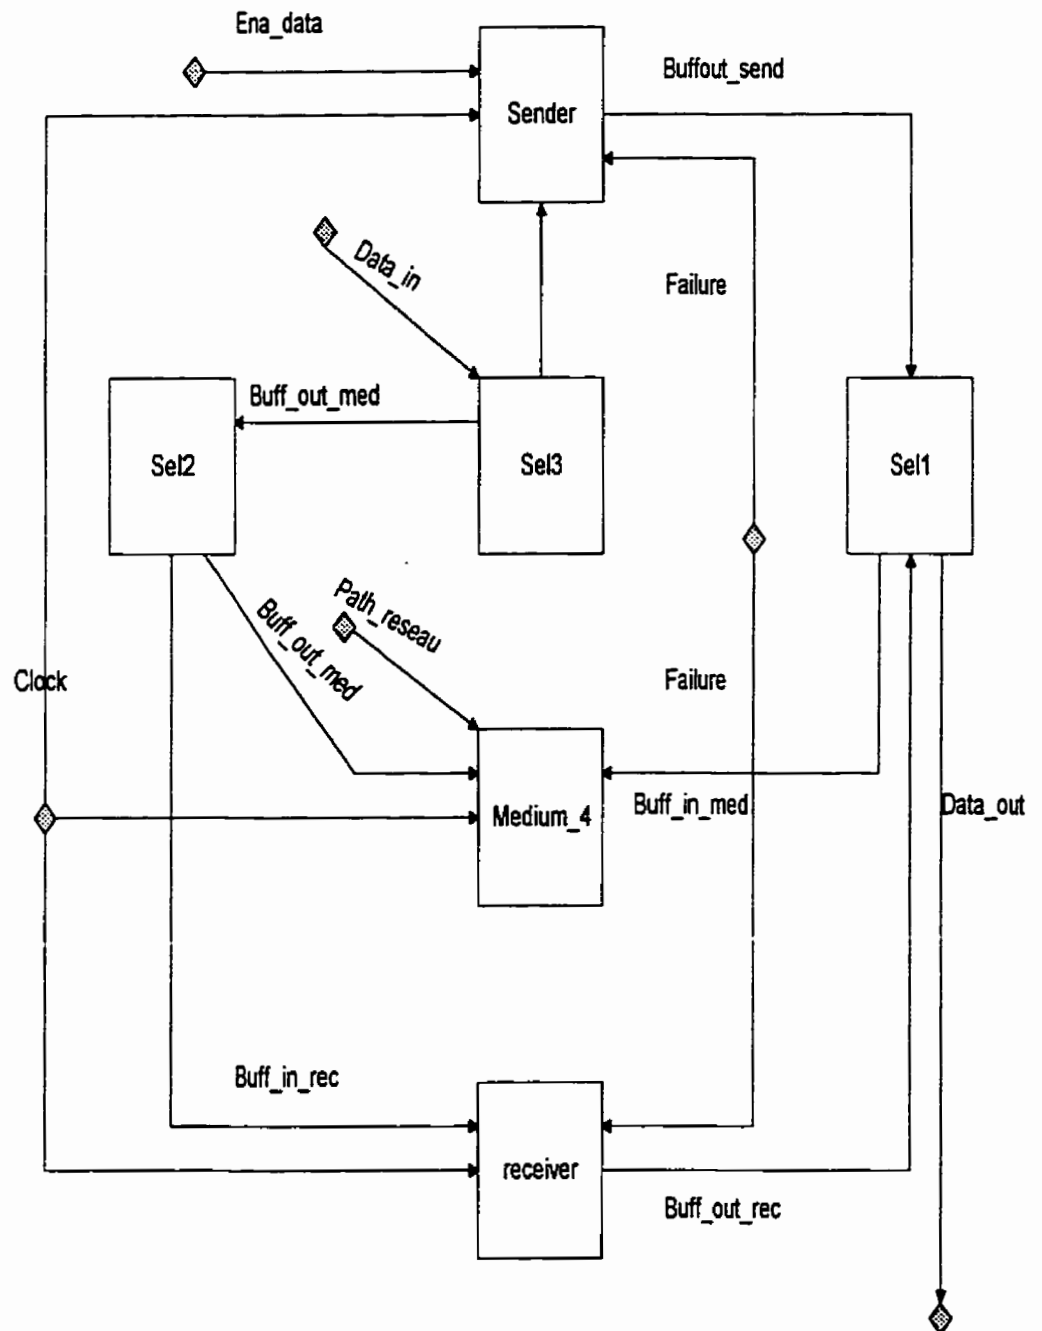 Ena_data
Buffout_send
Sender
Data_in
Failure
Buff_out_med
Sel2
Sel3
Sel1
Path_reseau
Buff_out_med
Clock
Failure
Buff_in_med
Data_out
Medium_4
Buff_in_rec
receiver
Buff_out_rec